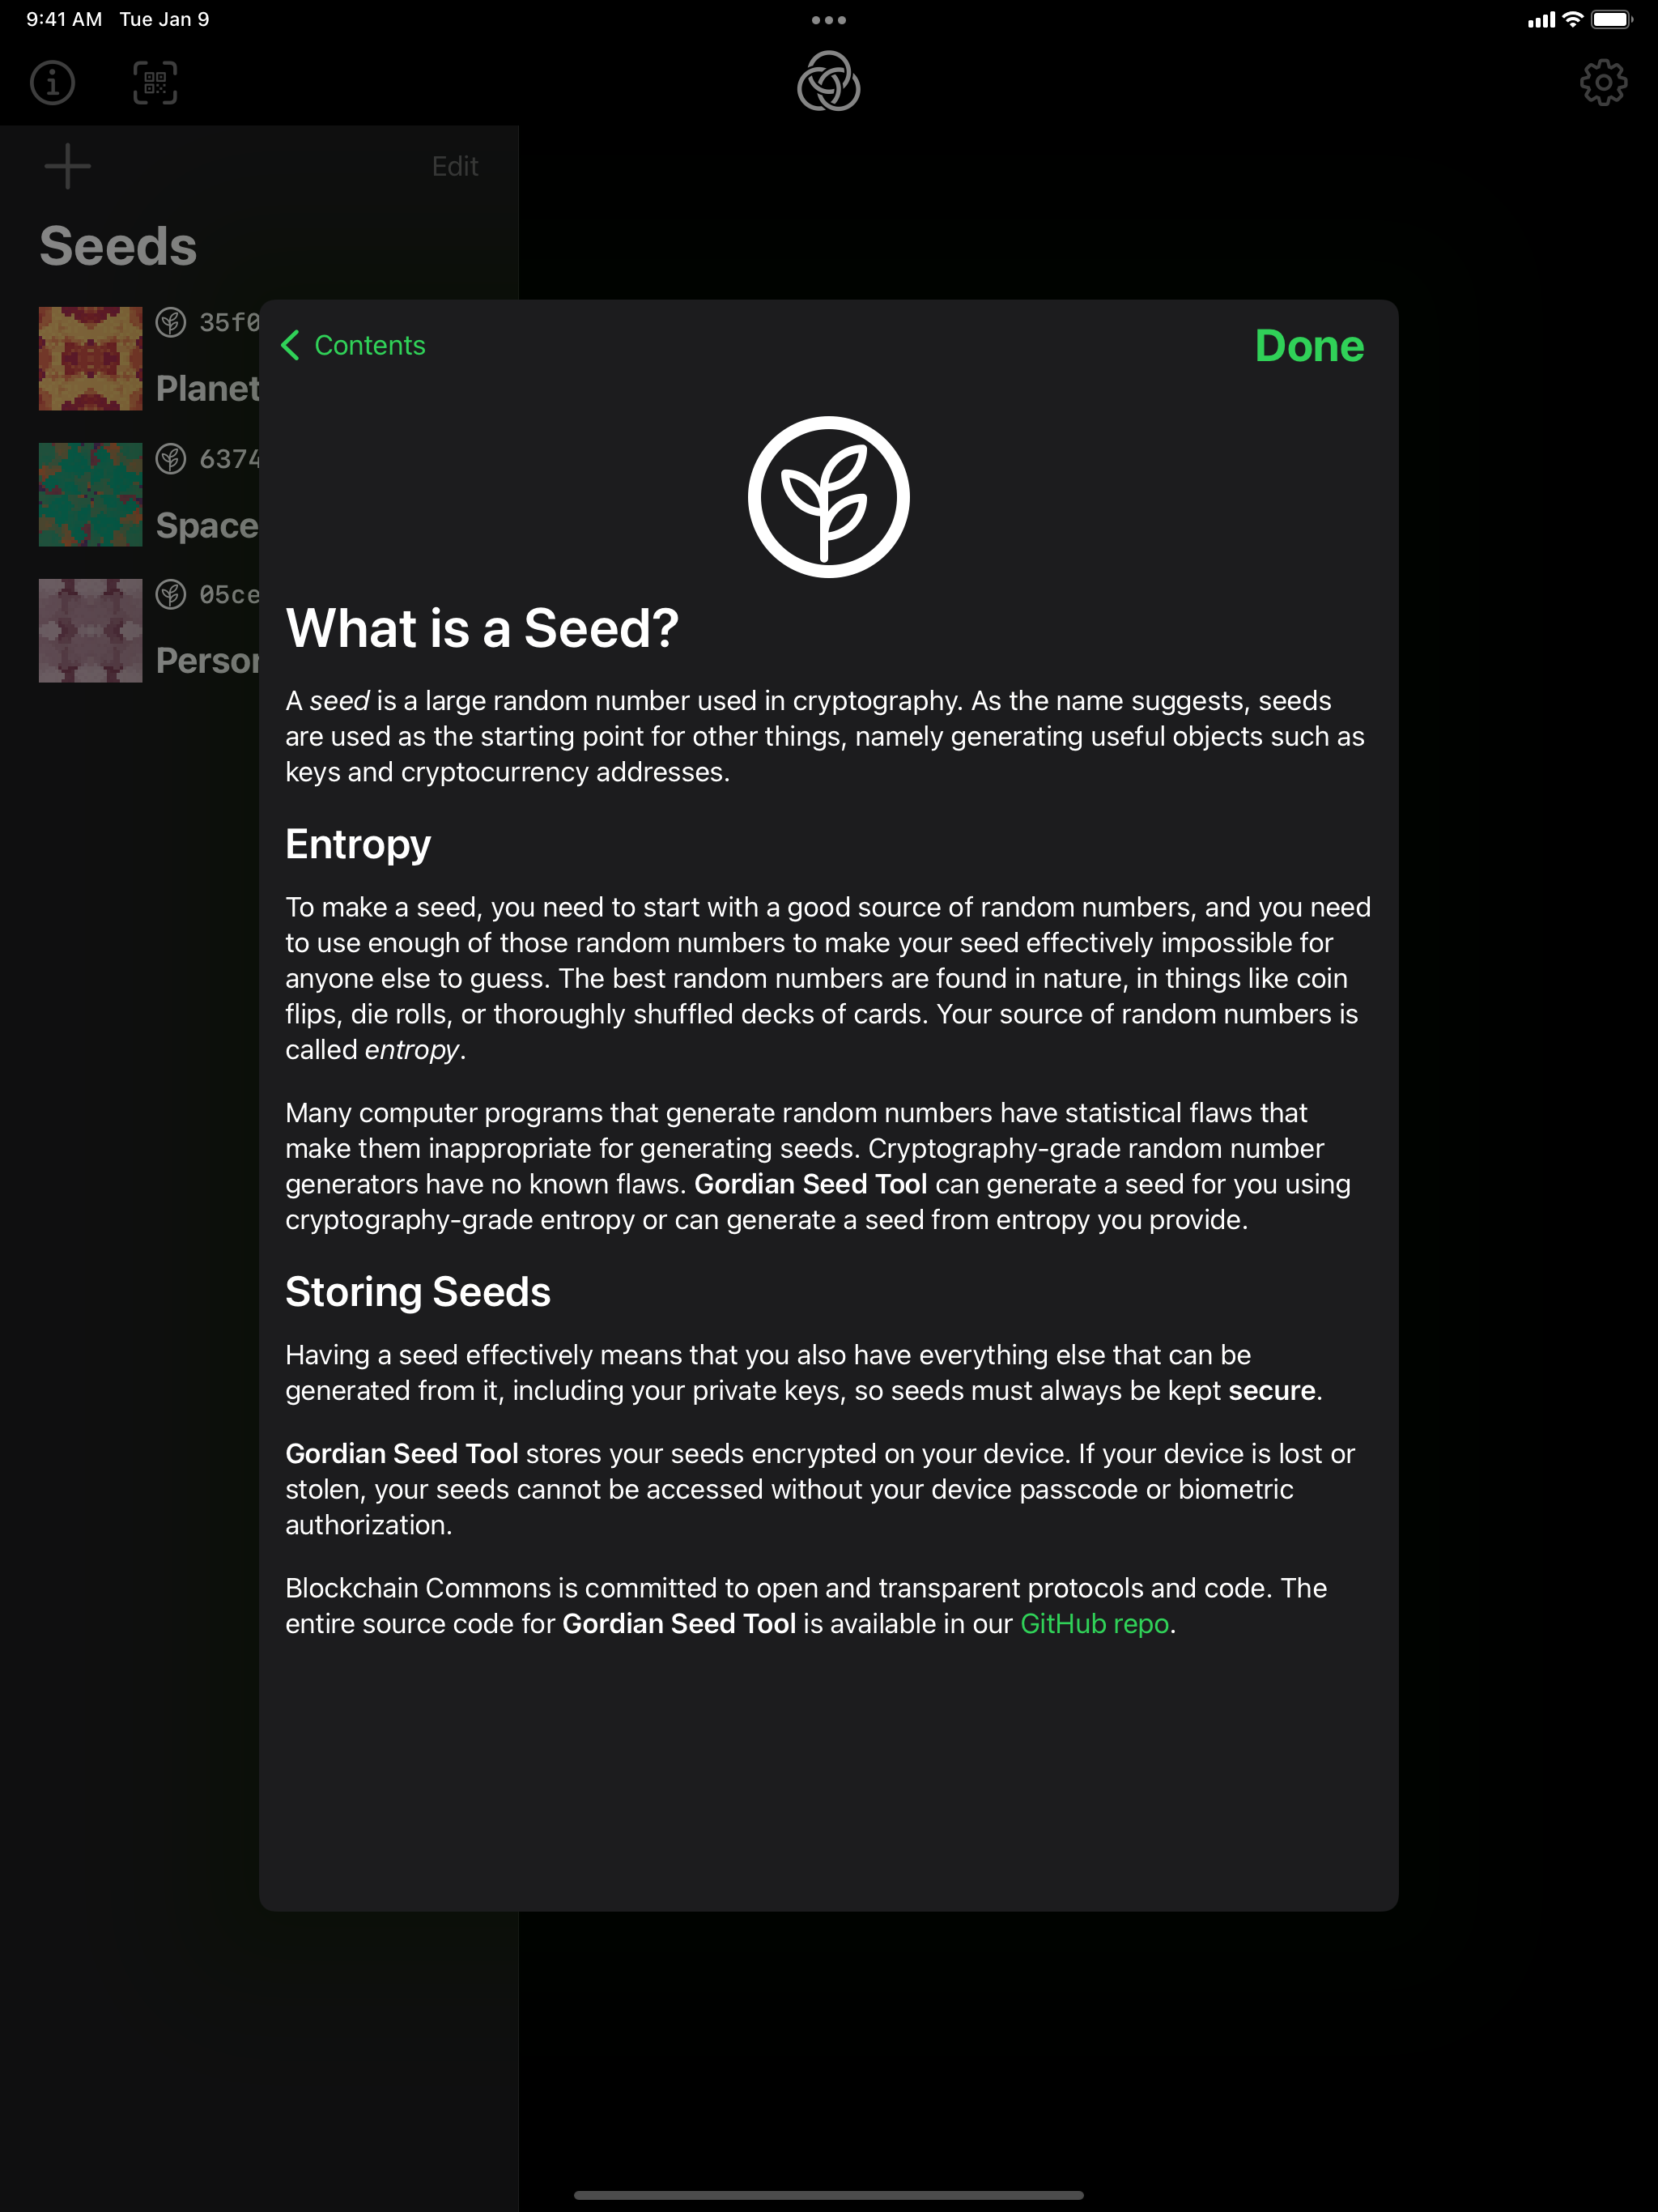 9:41 AM Tue Jan 9
Edit
Seeds
35f0
Planet
6374
Space
05ce
Person
Contents
Done
What is a Seed?
A seed is a large random number used in cryptography. As the name suggests, seeds
are used as the starting point for other things, namely generating useful objects such as
keys and cryptocurrency addresses.
Entropy
To make a seed, you need to start with a good source of random numbers, and you need
to use enough of those random numbers to make your seed effectively impossible for
anyone else to guess. The best random numbers are found in nature, in things like coin
flips, die rolls, or thoroughly shuffled decks of cards. Your source of random numbers is
called entropy.
Many computer programs that generate random numbers have statistical flaws that
make them inappropriate for generating seeds. Cryptography-grade random number
generators have no known flaws. Gordian Seed Tool can generate a seed for you using
cryptography-grade entropy or can generate a seed from entropy you provide.
Storing Seeds
Having a seed effectively means that you also have everything else that can be
generated from it, including your private keys, so seeds must always be kept secure.
Gordian Seed Tool stores your seeds encrypted on your device. If your device is lost or
stolen, your seeds cannot be accessed without your device passcode or biometric
authorization.
Blockchain Commons is committed to open and transparent protocols and code. The
entire source code for Gordian Seed Tool is available in our GitHub repo.